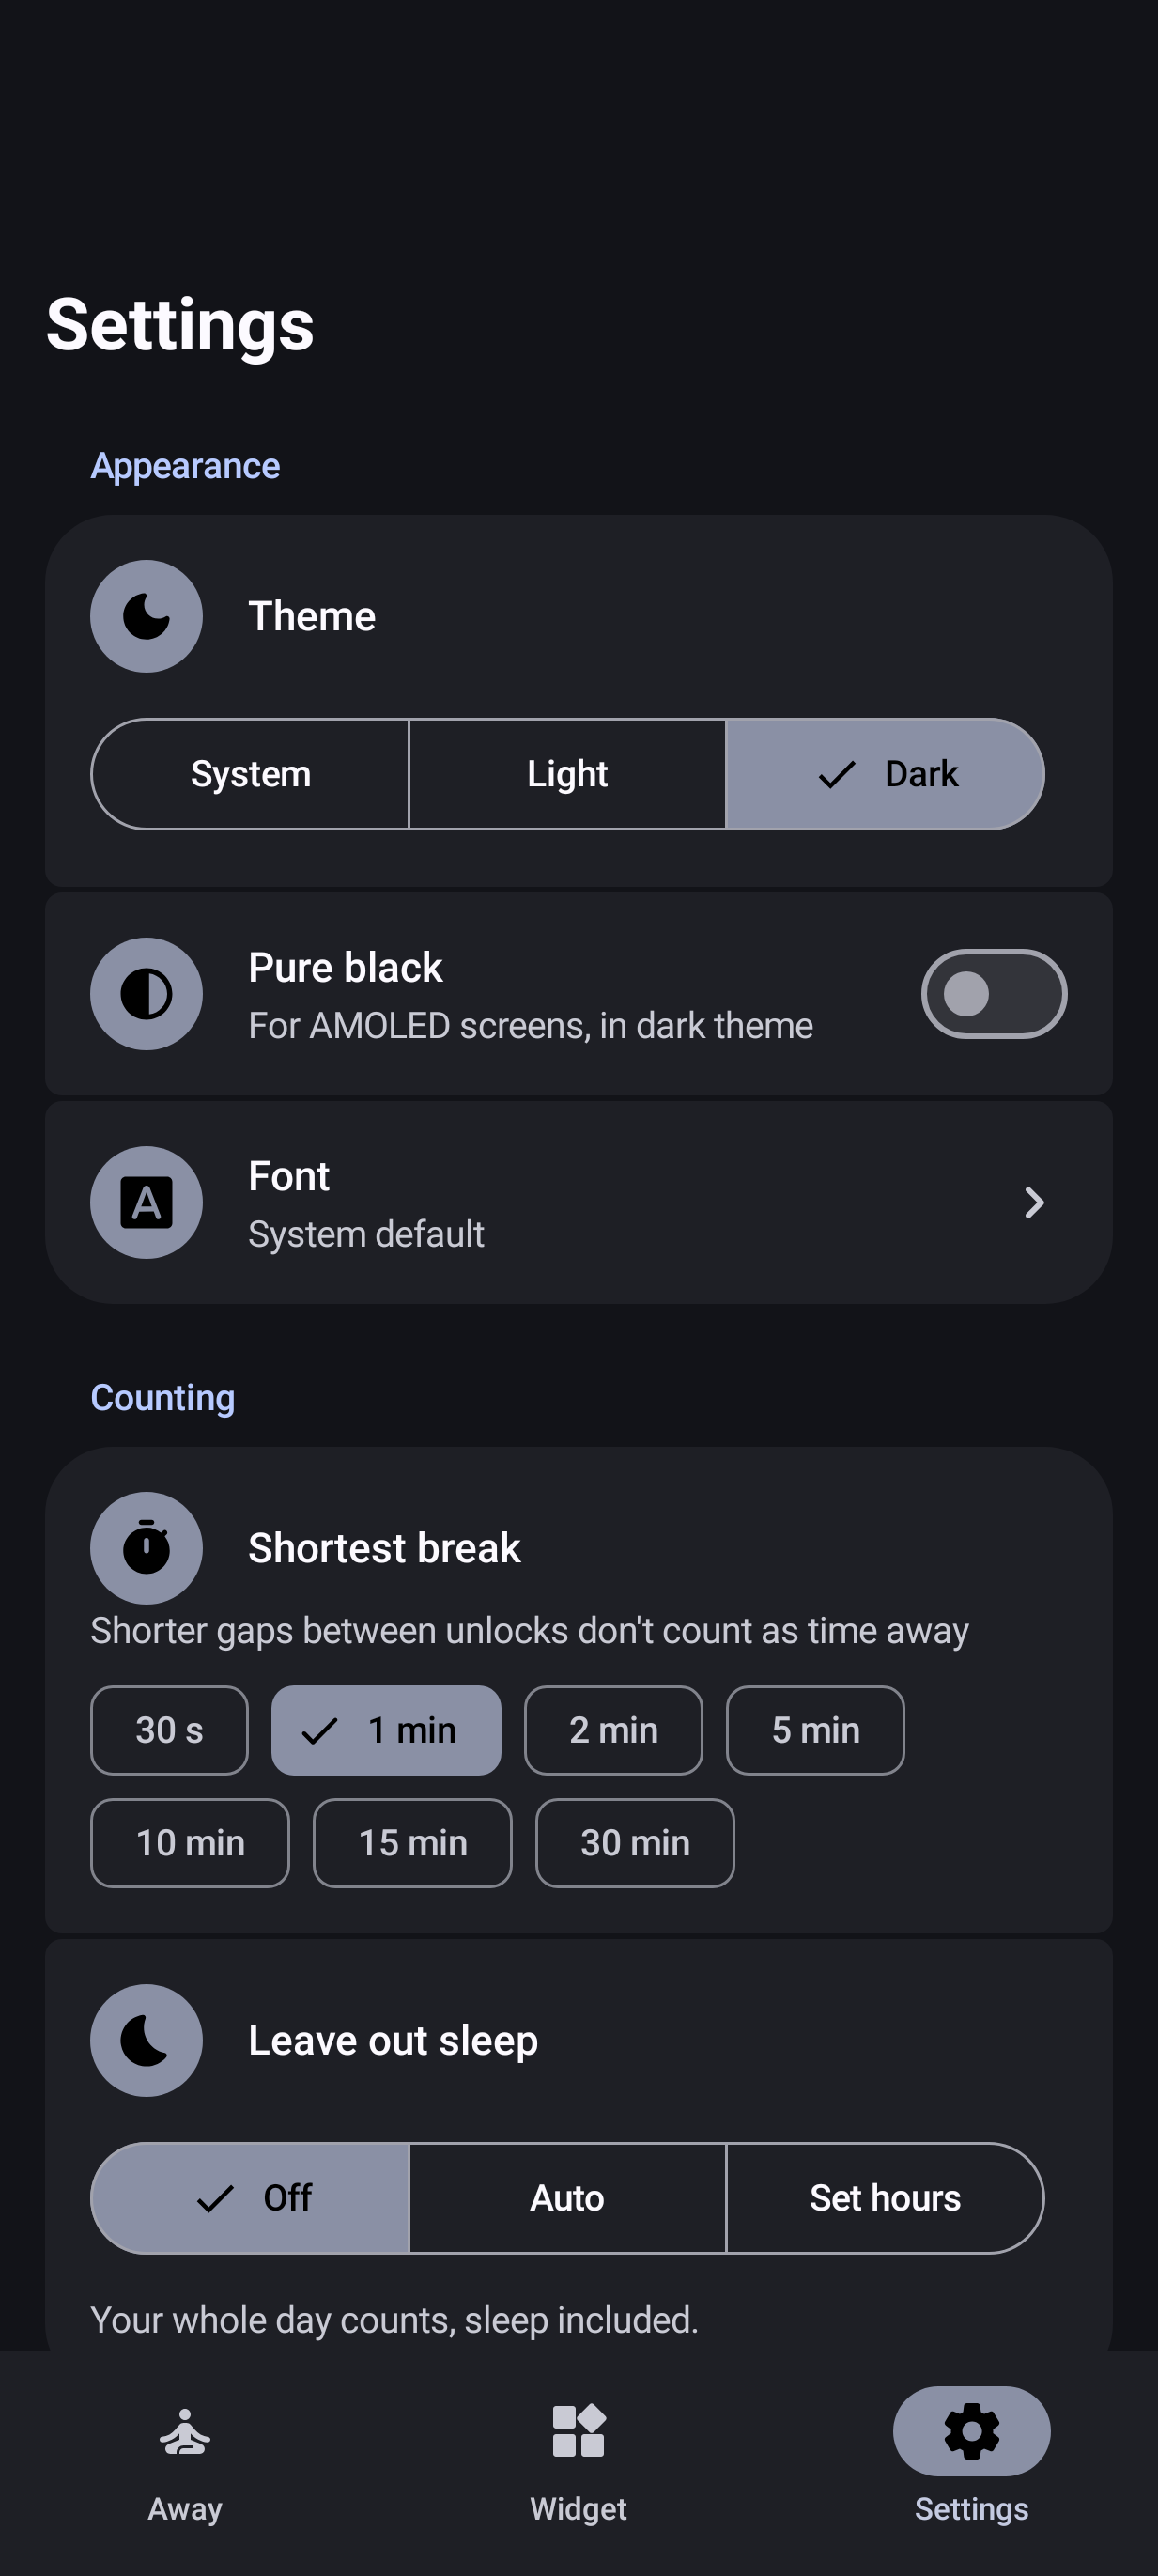 Settings
Appearance
Theme
System
Light
Dark
Pure black
For AMOLED screens, in dark theme
Font
System default
Counting
Shortest break
Shorter gaps between unlocks don't count as time away
30 s
1 min
2 min
5 min
10 min
15 min
30 min
Leave out sleep
Off
Auto
Set hours
Your whole day counts, sleep included.
Away
Widget
Settings